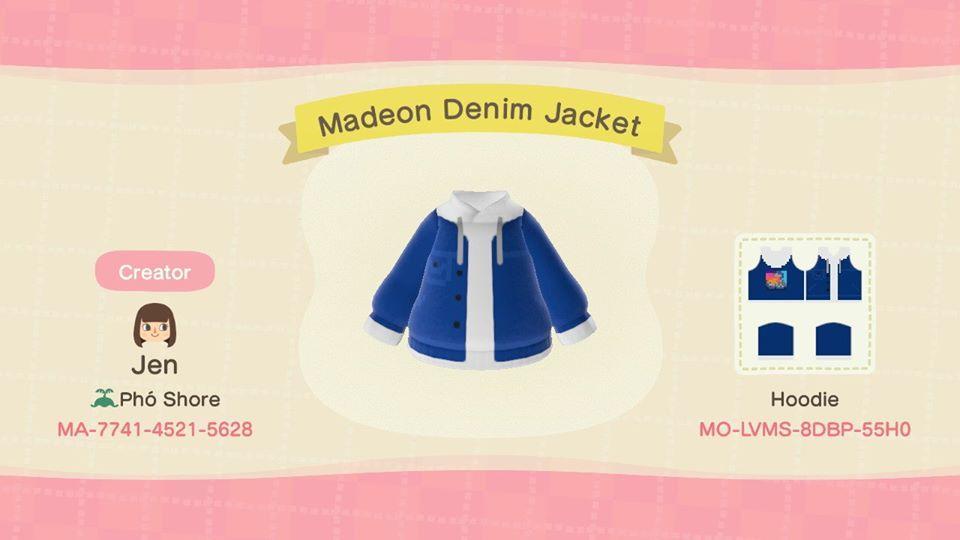 Madeon Denim Jacket
Creator
Jen
Phó Shore
MA-7741-4521-5628
Hoodie
MO-LVMS-8DBP-55H0